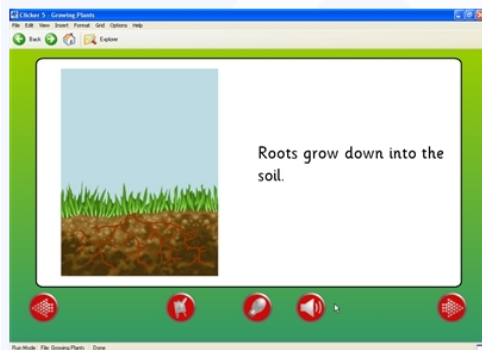 Clicker 5 - Growing Plants
File Edit View Insert Format Grid Options Help
Back Explorer
Roots grow down into the
soil.
Run Mode File: Growing Plants Done